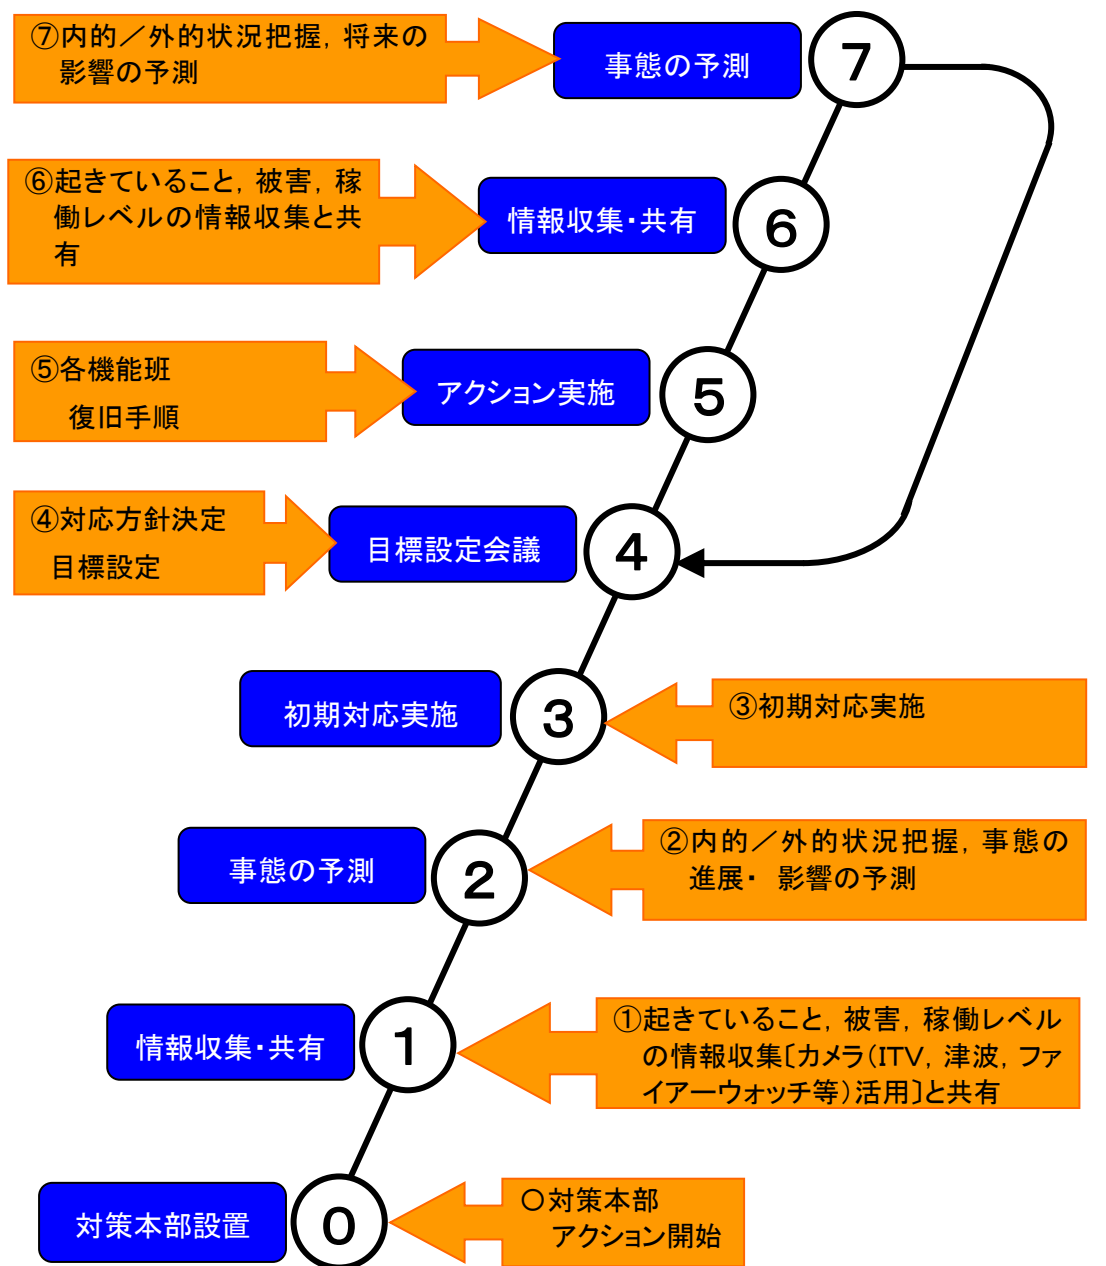 ⑦内的／外的状況把握，将来の
影響の予測
事態の予測
7
⑥起きていること，被害，稼
働レベルの情報収集と共
有
情報収集・共有
6
⑤各機能班
復旧手順
アクション実施
5
④対応方針決定
目標設定
目標設定会議
4
初期対応実施
3
③初期対応実施
事態の予測
2
②内的／外的状況把握，事態の
進展・ 影響の予測
情報収集・共有
1
①起きていること，被害，稼働レベル
の情報収集〔カメラ（ITV，津波，ファ
イアーウォッチ等）活用〕と共有
対策本部設置
0
〇対策本部
アクション開始